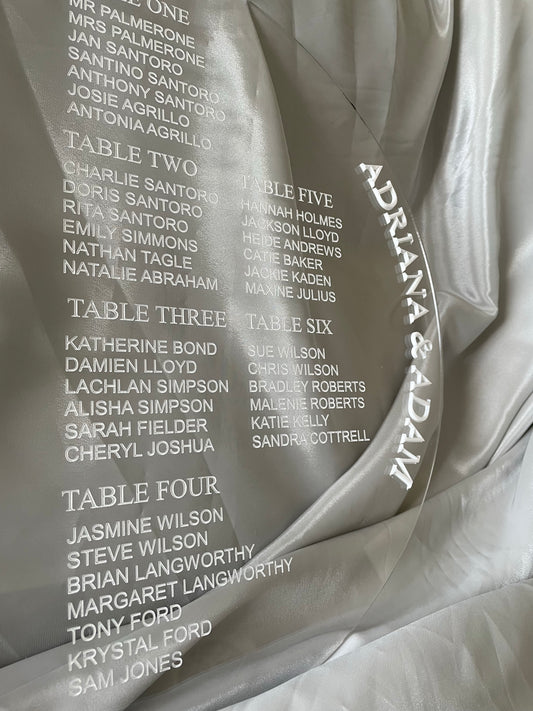 TABLE ONE
MR PALMERONE
MRS PALMERONE
JAN SANTORO
SANTINO SANTORO
ANTHONY SANTORO
JOSIE AGRILLO
ANTONIA AGRILLO
TABLE TWO
CHARLIE SANTORO
DORIS SANTORO
RITA SANTORO
EMILY SIMMONS
NATHAN TAGLE
NATALIE ABRAHAM
TABLE THREE
KATHERINE BOND
DAMIEN LLOYD
LACHLAN SIMPSON
ALISHA SIMPSON
SARAH FIELDER
CHERYL JOSHUA
TABLE FOUR
JASMINE WILSON
STEVE WILSON
BRIAN LANGWORTHY
MARGARET LANGWORTHY
TONY FORD
KRYSTAL FORD
SAM JONES
TABLE FIVE
HANNAH HOLMES
JACKSON LLOYD
HEIDE ANDREWS
CATIE BAKER
JACKIE KADEN
MAXINE JULIUS
TABLE SIX
SUE WILSON
CHRIS WILSON
BRADLEY ROBERTS
MALENIE ROBERTS
KATIE KELLY
SANDRA COTTRELL
ADRIANA & ADAM